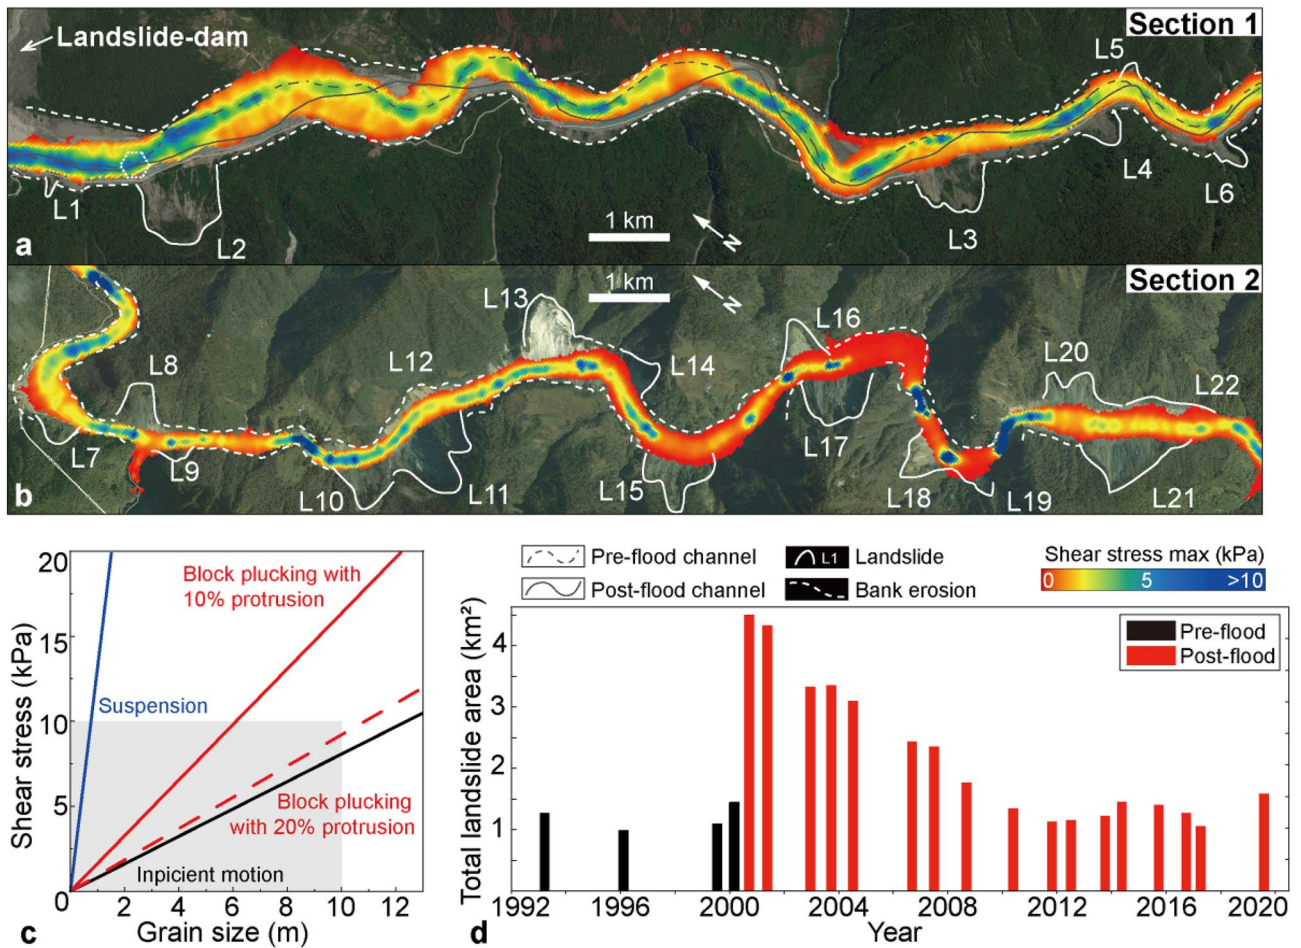 Landslide-dam
Section 1
L5
L1
L2
L3
L4
L6
1 km
N
a
Section 2
1 km
N
L13
L16
L8
L12
L14
L20
L22
L7
L9
L10
L11
L15
L17
L18
L19
L21
b
20
15
10
5
0
Shear stress (kPa)
Block plucking with
10% protrusion
Suspension
Block plucking
with 20% protrusion
Inpicient motion
0 2 4 6 8 10 12
Grain size (m)
c
Pre-flood channel
Post-flood channel
L1 Landslide
Bank erosion
Shear stress max (kPa)
0 5 >10
Pre-flood
Post-flood
Total landslide area (km²)
4
3
2
1
1992 1996 2000 2004 2008 2012 2016 2020
Year
d